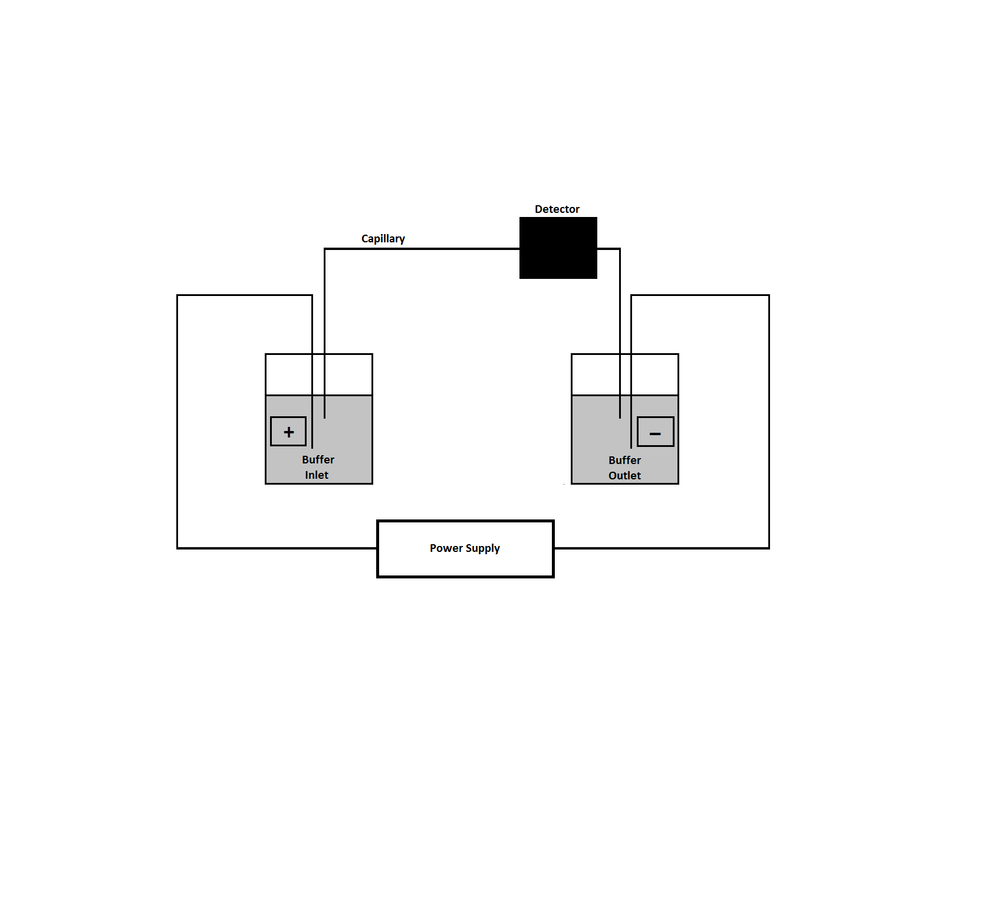 Detector
Capillary
+
–
Buffer
Inlet
Buffer
Outlet
Power Supply